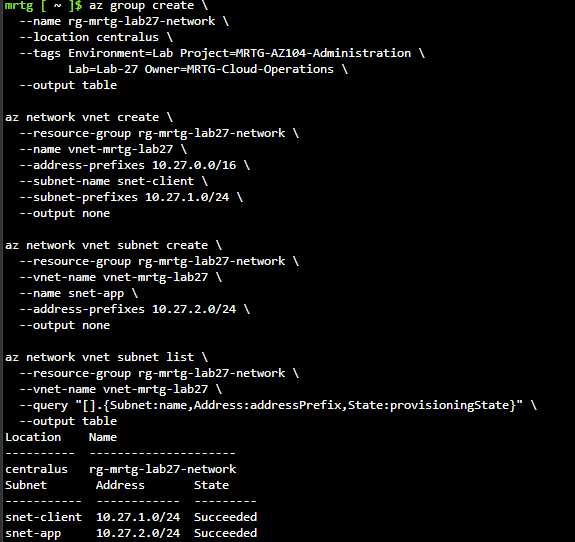 mrtg [ ~ ]$ az group create \
  --name rg-mrtg-lab27-network \
  --location centralus \
  --tags Environment=Lab Project=MRTG-AZ104-Administration \
         Lab=Lab-27 Owner=MRTG-Cloud-Operations \
  --output table

az network vnet create \
  --resource-group rg-mrtg-lab27-network \
  --name vnet-mrtg-lab27 \
  --address-prefixes 10.27.0.0/16 \
  --subnet-name snet-client \
  --subnet-prefixes 10.27.1.0/24 \
  --output none

az network vnet subnet create \
  --resource-group rg-mrtg-lab27-network \
  --vnet-name vnet-mrtg-lab27 \
  --name snet-app \
  --address-prefixes 10.27.2.0/24 \
  --output none

az network vnet subnet list \
  --resource-group rg-mrtg-lab27-network \
  --vnet-name vnet-mrtg-lab27 \
  --query "[].{Subnet:name,Address:addressPrefix,State:provisioningState}" \
  --output table
Location    Name
----------  ---------------------
centralus   rg-mrtg-lab27-network
Subnet       Address       State
-----------  ------------  ---------
snet-client  10.27.1.0/24  Succeeded
snet-app     10.27.2.0/24  Succeeded